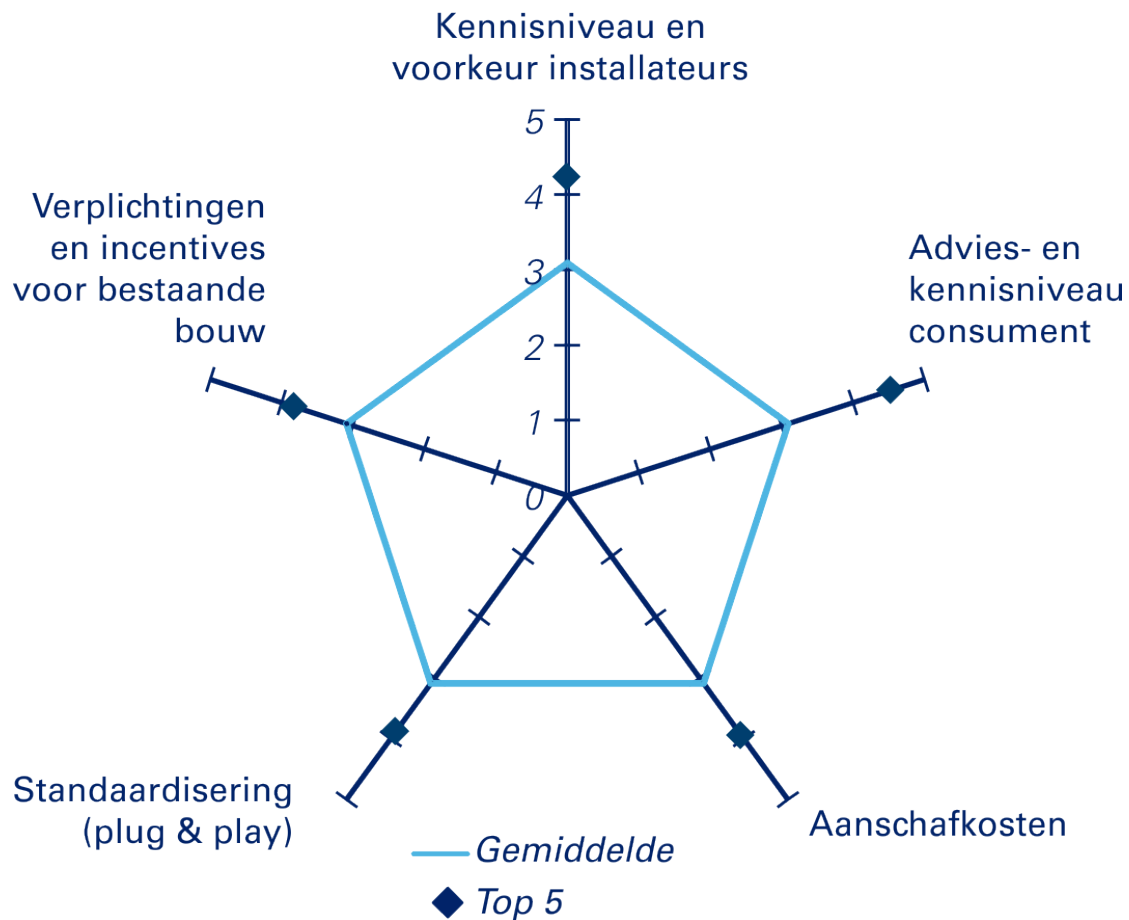 Kennisniveau en
voorkeur installateurs
5
4
3
2
1
0
Verplichtingen
en incentives
voor bestaande
bouw
Advies- en
kennisniveau
consument
Standaardisering
(plug & play)
Aanschafkosten
Gemiddelde
Top 5